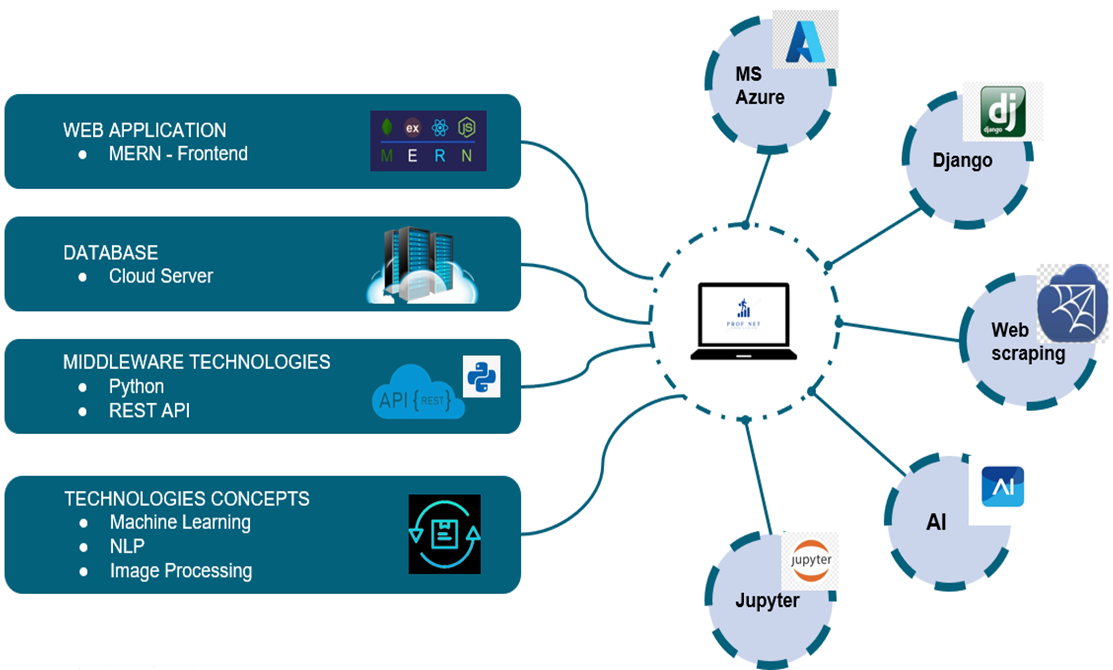 WEB APPLICATION
● MERN - Frontend
ex JS
M E R N
DATABASE
● Cloud Server
MIDDLEWARE TECHNOLOGIES
● Python
● REST API
API {REST}
TECHNOLOGIES CONCEPTS
● Machine Learning
● NLP
● Image Processing
PROF NET
MS
Azure
dj
django
Django
Web
scraping
AI
AI
jupyter
Jupyter